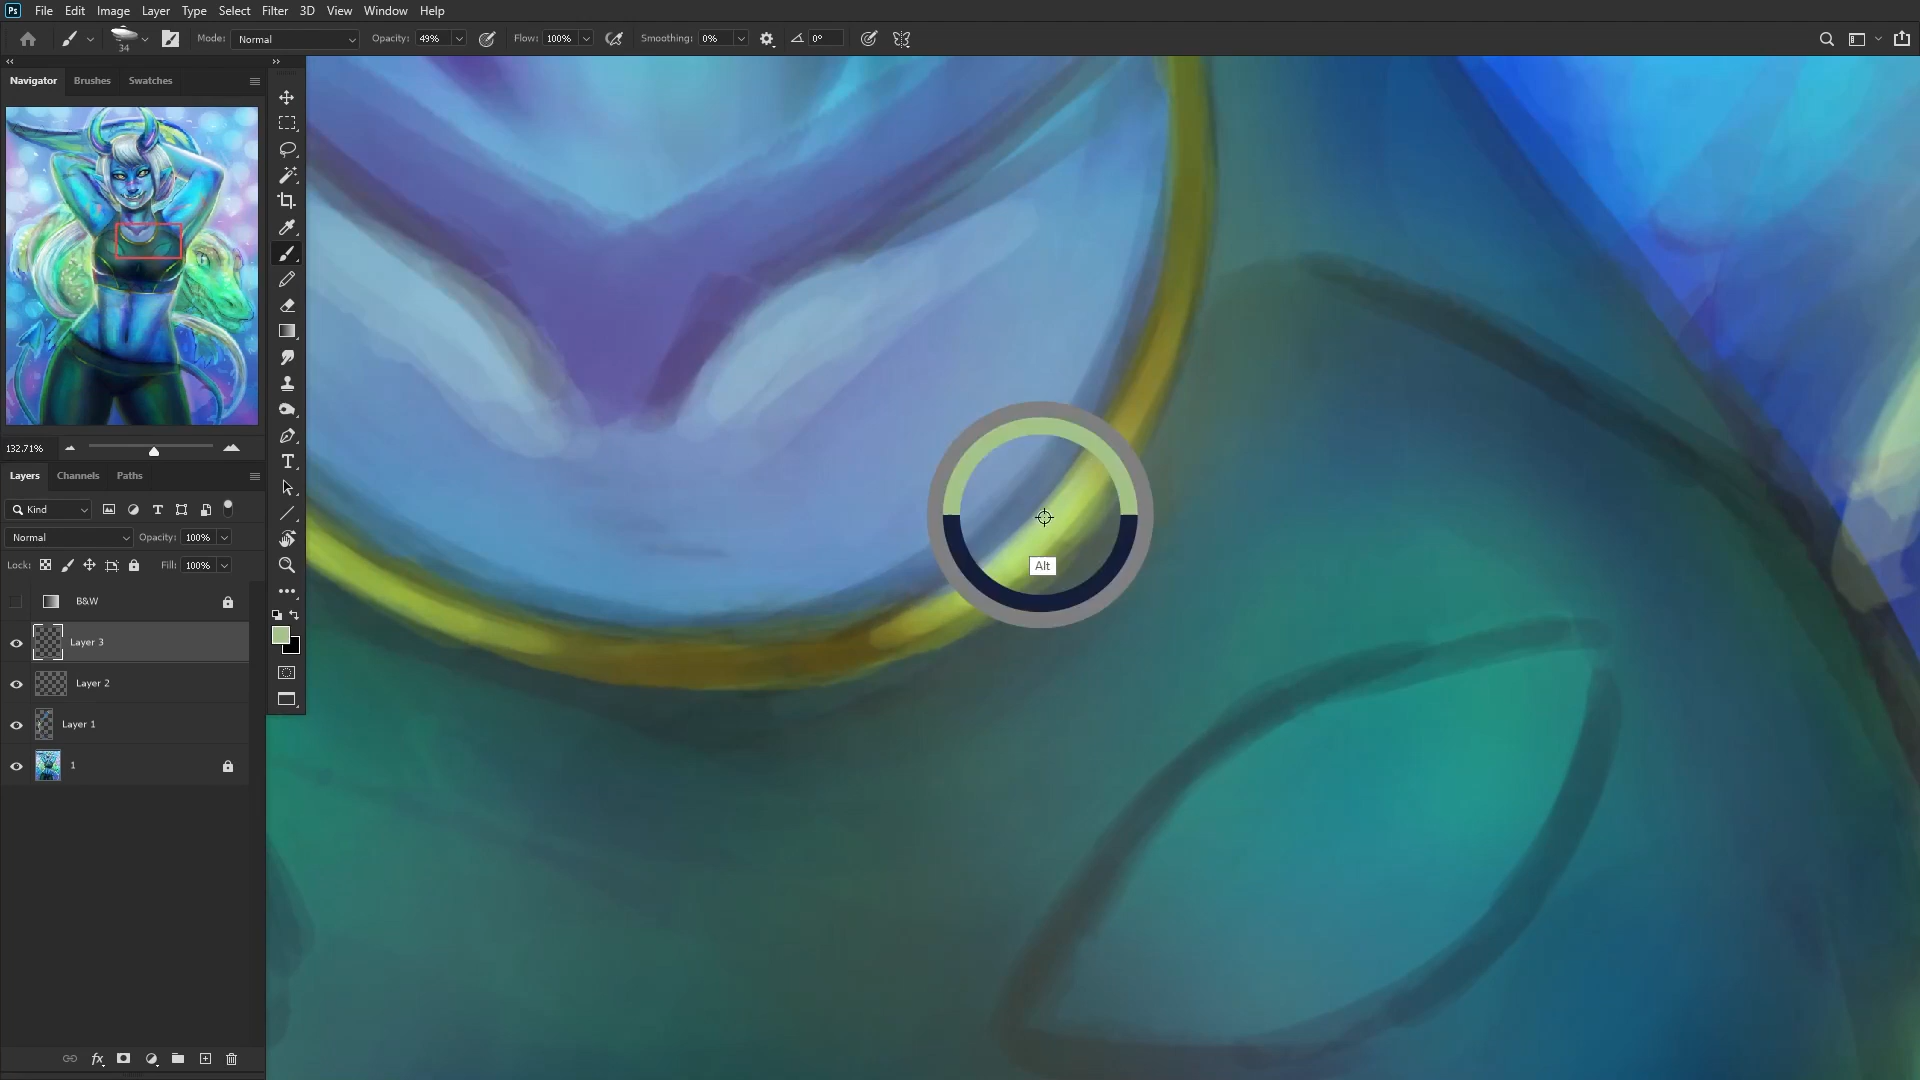 Ps File Edit Image Layer Type Select Filter 3D View Window Help
34 Mode: Normal Opacity: 49% Flow: 100% Smoothing: 0% 0°
Navigator Brushes Swatches
132.71%
Layers Channels Paths
Kind
Normal Opacity: 100%
Lock: Fill: 100%
B&W
Layer 3
Layer 2
Layer 1
1
fx
Alt